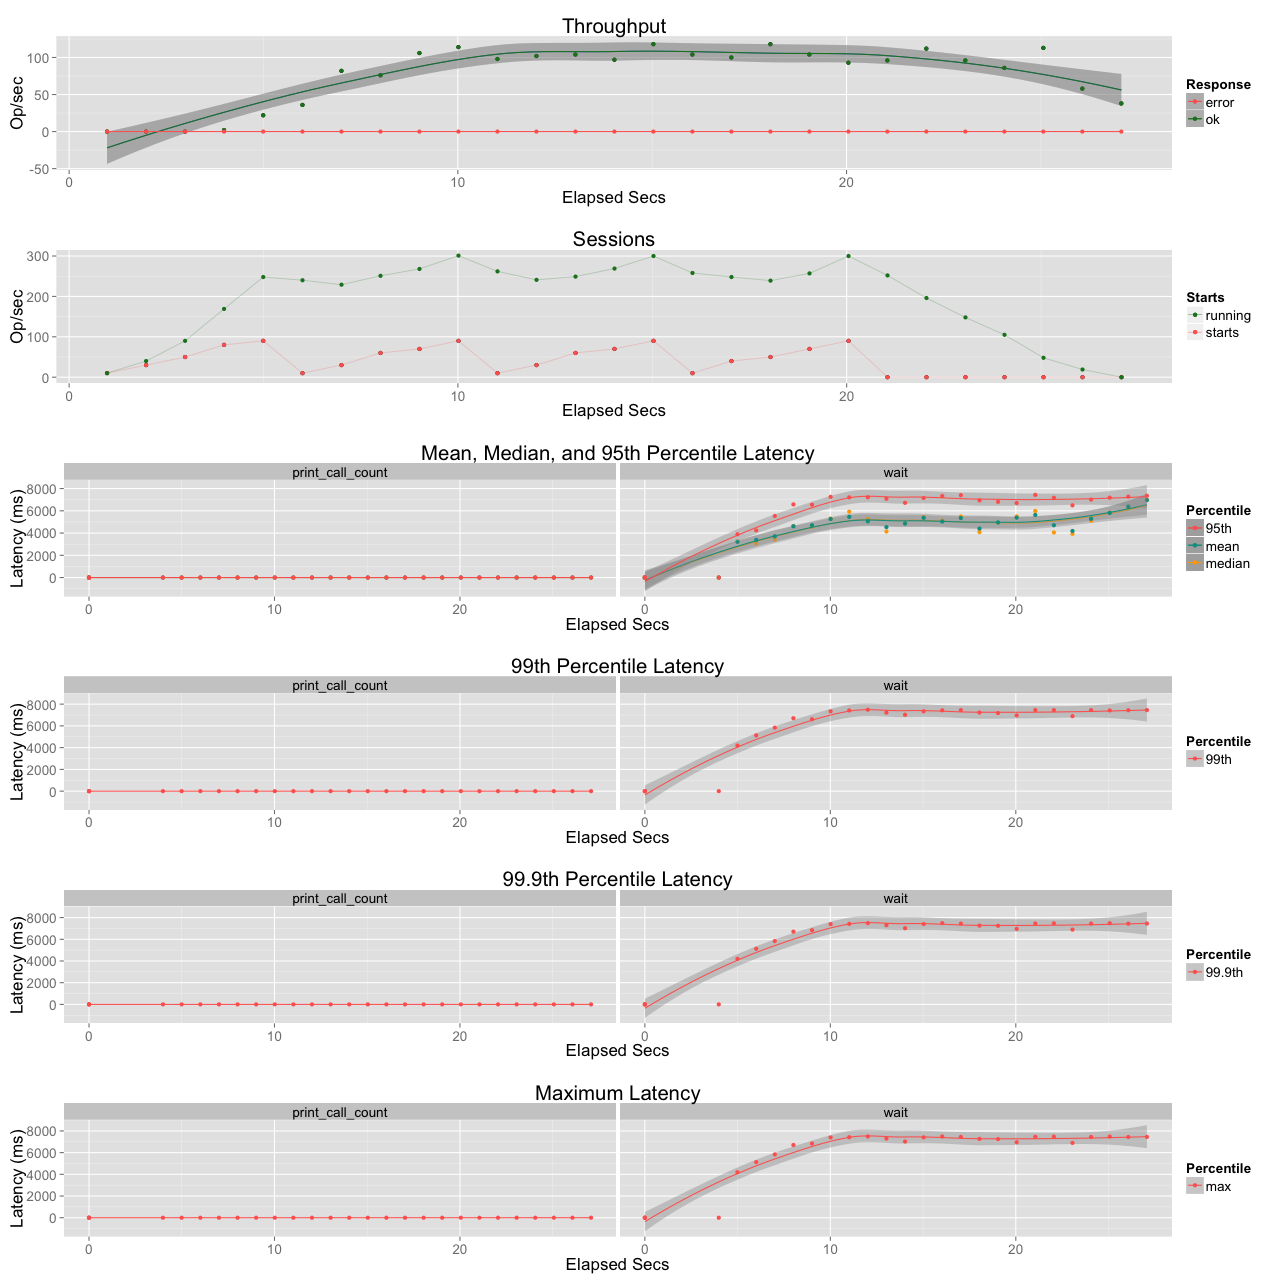 Throughput
Op/sec
100
50
0
-50
0 10 20
Elapsed Secs
Response
error
ok
Sessions
Op/sec
300
200
100
0
0 10 20
Elapsed Secs
Starts
running
starts
Mean, Median, and 95th Percentile Latency
print_call_count wait
Latency (ms)
8000
6000
4000
2000
0
0 10 20 0 10 20
Elapsed Secs
Percentile
95th
mean
median
99th Percentile Latency
print_call_count wait
Latency (ms)
8000
6000
4000
2000
0
0 10 20 0 10 20
Elapsed Secs
Percentile
99th
99.9th Percentile Latency
print_call_count wait
Latency (ms)
8000
6000
4000
2000
0
0 10 20 0 10 20
Elapsed Secs
Percentile
99.9th
Maximum Latency
print_call_count wait
Latency (ms)
8000
6000
4000
2000
0
0 10 20 0 10 20
Elapsed Secs
Percentile
max